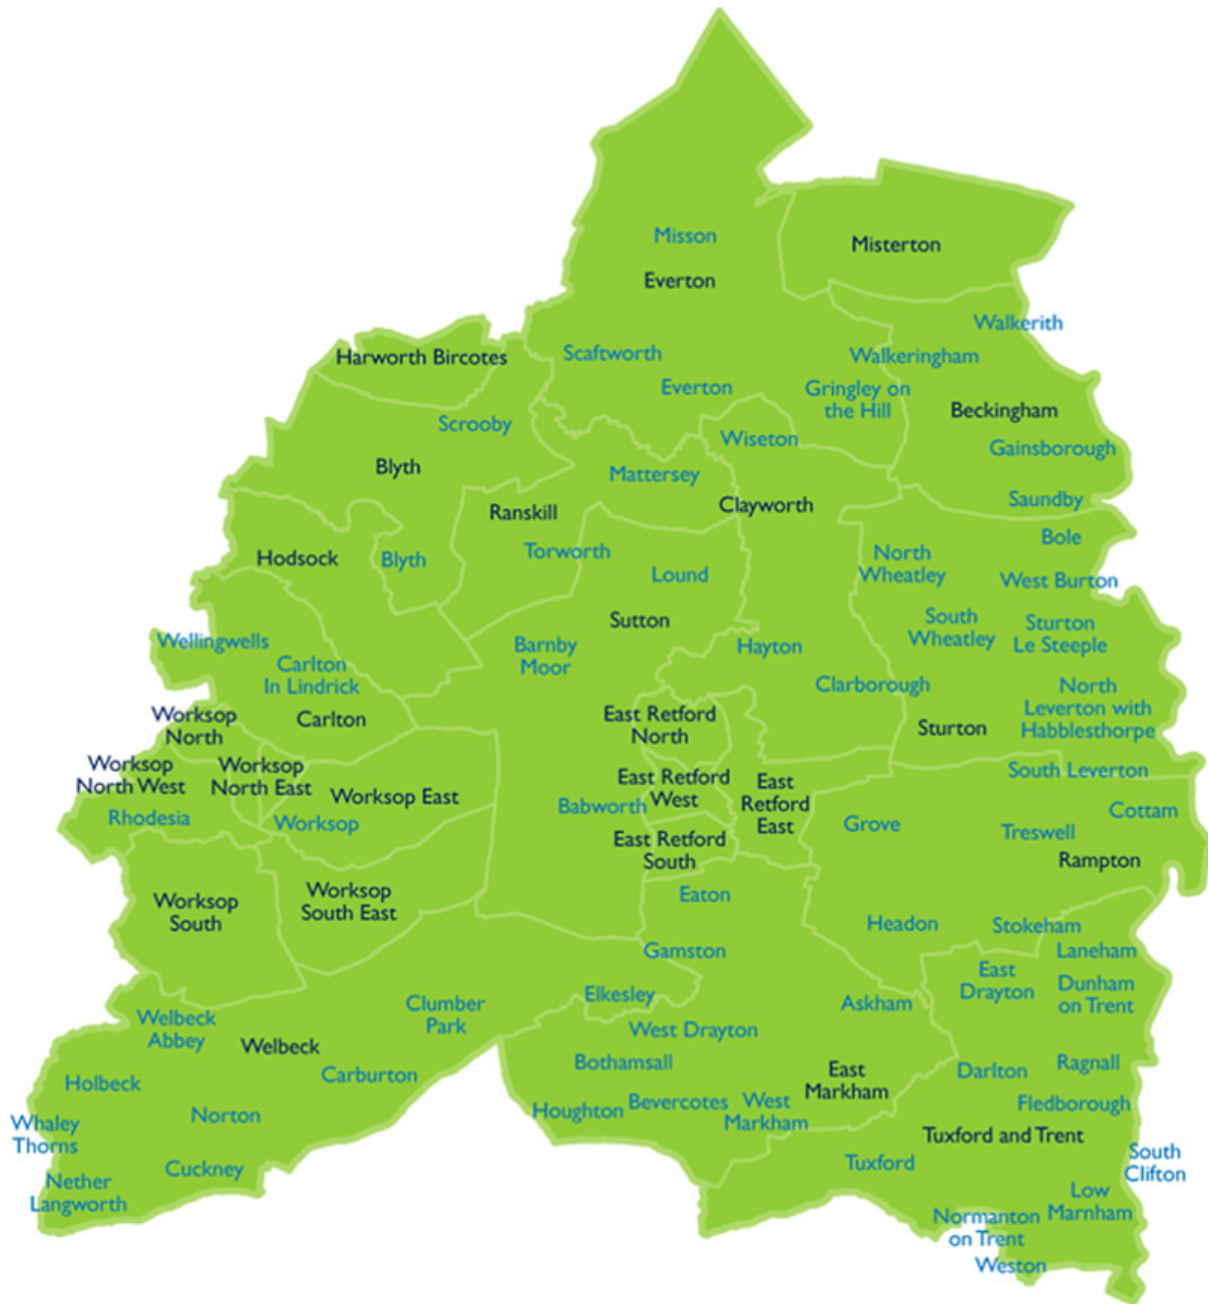 Misson
Misterton
Everton
Walkerith
Harworth Bircotes
Scaftworth
Walkeringham
Everton
Gringley on
the Hill
Beckingham
Scrooby
Wiseton
Gainsborough
Blyth
Mattersey
Saundby
Ranskill
Clayworth
Bole
Hodsock
Blyth
Torworth
North
Wheatley
Lound
West Burton
Sutton
South
Wheatley
Sturton
Le Steeple
Wellingwells
Carlton
In Lindrick
Barnby
Moor
Hayton
Clarborough
North
Leverton with
Habblesthorpe
Worksop
North
Carlton
East Retford
North
Sturton
Worksop
North West
Worksop
North East
Worksop East
East Retford
West
East
Retford
East
South Leverton
Rhodesia
Worksop
Babworth
Grove
Cottam
Treswell
East Retford
South
Rampton
Worksop
South
Worksop
South East
Eaton
Headon
Stokeham
Gamston
Laneham
East
Drayton
Dunham
on Trent
Elkesley
Askham
Clumber
Park
Welbeck
Abbey
Welbeck
West Drayton
Bothamsall
East
Markham
Darlton
Ragnall
Holbeck
Carburton
Norton
Houghton
Bevercotes
West
Markham
Fledborough
Whaley
Thorns
Tuxford and Trent
Cuckney
Tuxford
South
Clifton
Nether
Langworth
Low
Marnham
Normanton
on Trent
Weston